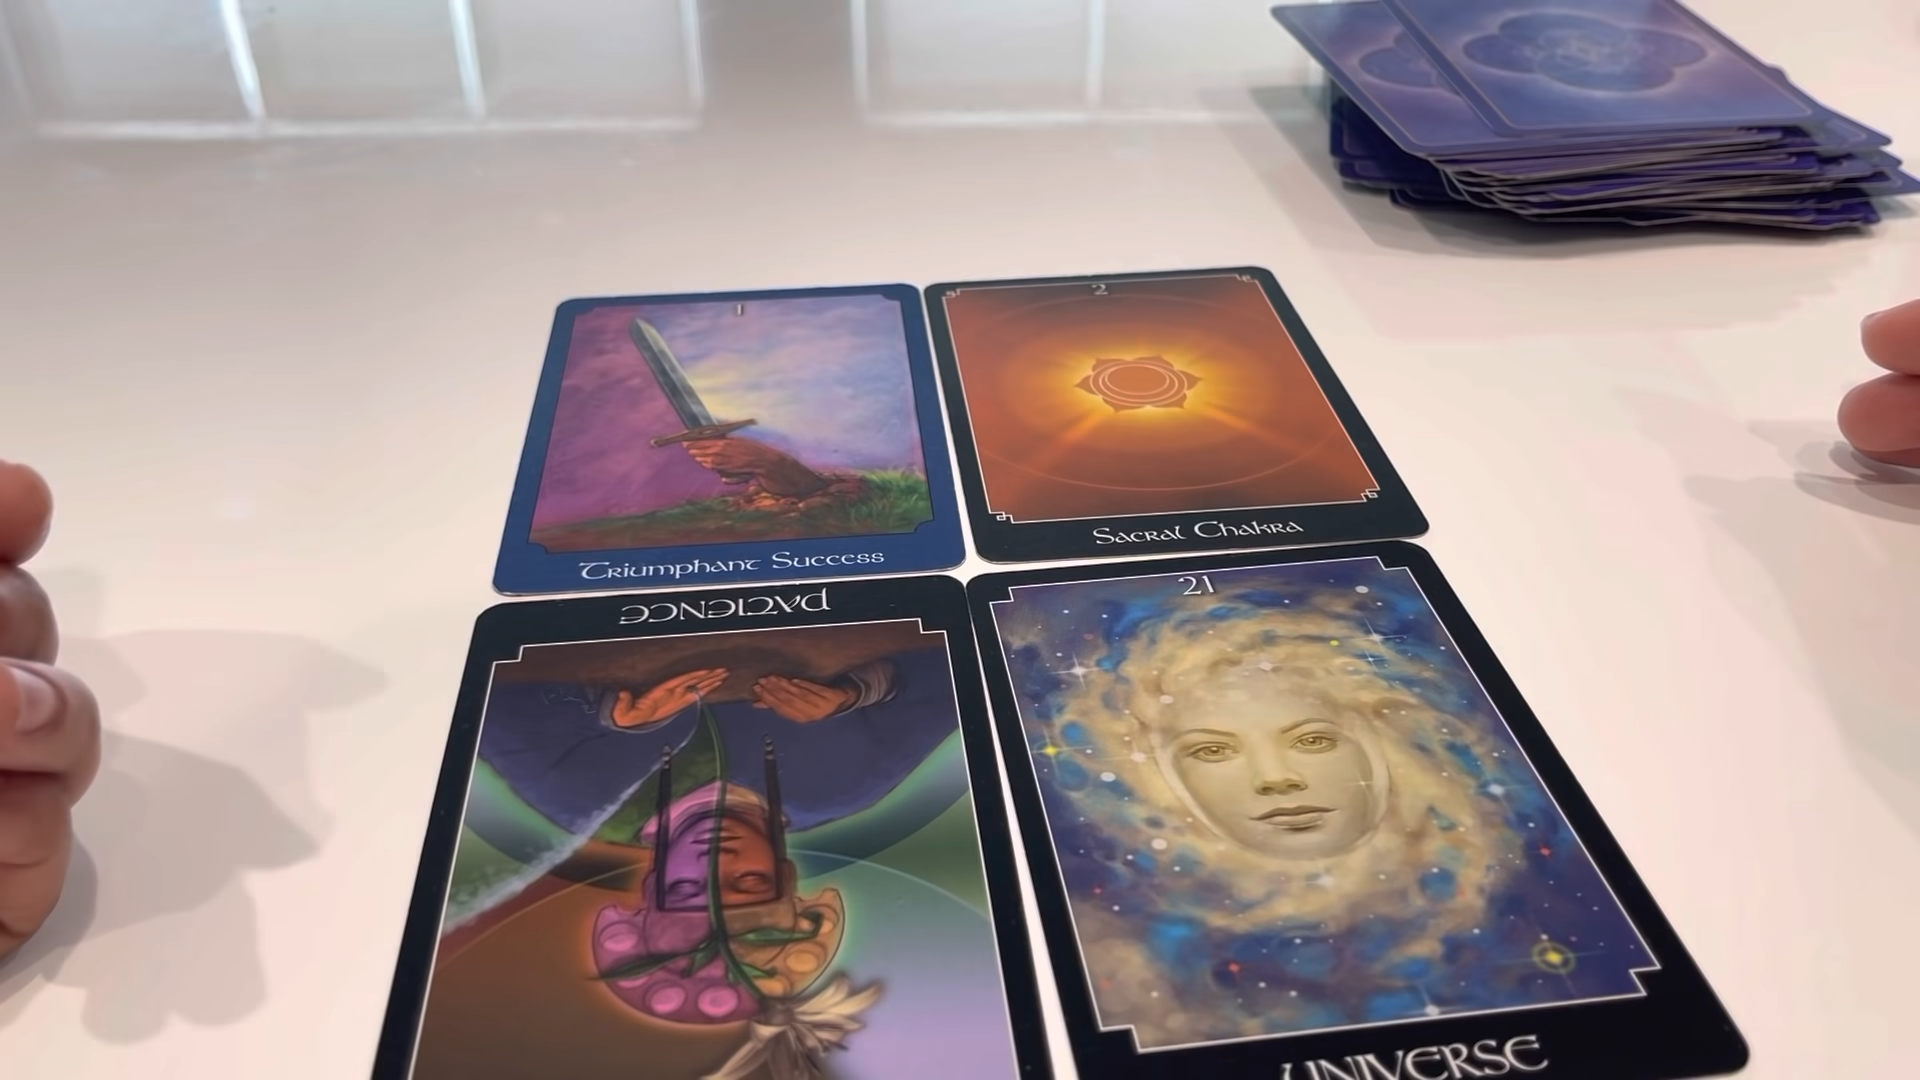 1
2
Triumphant Success
Sacral Chakra
PATIENCE
21
UNIVERSE